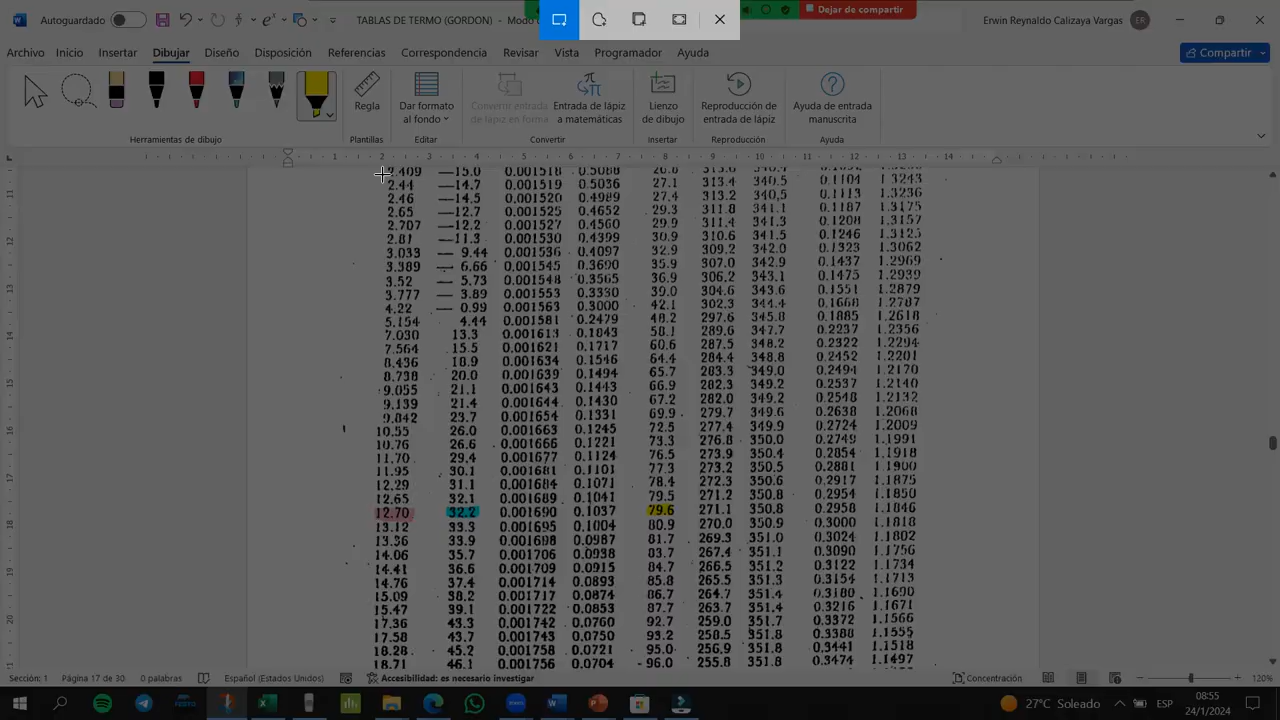 Autoguardado
TABLAS DE TERMO (GORDON) - Modo
Dejar de compartir
Erwin Reynaldo Calizaya Vargas ER
Archivo Inicio Insertar Dibujar Diseño Disposición Referencias Correspondencia Revisar Vista Programador Ayuda Compartir
Regla Dar formato al fondo Convertir entrada de lápiz en forma Entrada de lápiz a matemáticas Lienzo de dibujo Reproducción de entrada de lápiz Ayuda de entrada manuscrita
Herramientas de dibujo Plantillas Editar Convertir Insertar Reproducción Ayuda
1 2 3 4 5 6 7 8 9 10 11 12 13 14
2.409 —15.0 0.001518 0.5088
2.44 —14.7 0.001519 0.5036 27.1 313.4 340.5 0.1104 1.3243
2.46 —14.5 0.001520 0.4989 27.4 313.2 340,5 1.3236
2.65 —12.7 0.001525 0.4652 29.3 311.8 341.1 0.1187 1.3175
2.707 —12.2 0.001527 0.4560 29.9 311.4 341.3 0.1208 1.3157
2.81 —11.3 0.001530 0.4399 30.9 310.6 341.5 0.1246 1.3125
3.033 — 9.44 0.001536 0.4097 32.9 309.2 342.0 0.1323 1.3062
3.389 — 6.66 0.001545 0.3690 35.9 307.0 342.9 0.1437 1.2969
3.52 — 5.73 0.001548 0.3565 36.9 306.2 343.1 0.1475 1.2939
3.777 — 3.89 0.001553 0.3330 39.0 304.6 343.6 0.1551 1.2879
4.22 — 0.99 0.001563 0.3000 42.1 302.3 344.4 0.1668 1.2787
5.154 4.44 0.001581 0.2479 48.2 297.6 345.8 0.1885 1.2618
7.030 13.3 0.001613 0.1843 58.1 289.6 347.7 0.2237 1.2356
7.564 15.5 0.001621 0.1717 60.6 287.5 348.2 0.2322 1.2294
8.436 18.9 0.001634 0.1546 64.4 284.4 348.8 0.2452 1.2201
8.738 20.0 0.001639 0.1494 65.7 283.3 349.0 0.2494 1.2170
9.055 21.1 0.001643 0.1443 66.9 282.3 349.2 0.2537 1.2140
9.139 21.4 0.001644 0.1430 67.2 282.0 349.2 0.2548 1.2132
9.842 23.7 0.001654 0.1331 69.9 279.7 349.6 0.2638 1.2068
10.55 26.0 0.001663 0.1245 72.5 277.4 349.9 0.2724 1.2009
10.76 26.6 0.001666 0.1221 73.3 276.8 350.0 0.2749 1.1991
11.70 29.4 0.001677 0.1124 76.5 273.9 350.4 0.2854 1.1918
11.95 30.1 0.001681 0.1101 77.3 273.2 350.5 0.2881 1.1900
12.29 31.1 0.001684 0.1071 78.4 272.3 350.6 0.2917 1.1875
12.65 32.1 0.001689 0.1041 79.5 271.2 350.8 0.2954 1.1850
12.70 32.2 0.001690 0.1037 79.6 271.1 350.8 0.2958 1.1846
13.12 33.3 0.001695 0.1004 80.9 270.0 350.9 0.3000 1.1818
13.36 33.9 0.001698 0.0987 81.7 269.3 351.0 0.3024 1.1802
14.06 35.7 0.001706 0.0938 83.7 267.4 351.1 0.3090 1.1756
14.41 36.6 0.001709 0.0915 84.7 266.5 351.2 0.3122 1.1734
14.76 37.4 0.001714 0.0893 85.8 265.5 351.3 0.3154 1.1713
15.09 38.2 0.001717 0.0874 86.7 264.7 351.4 0.3180 1.1690
15.47 39.1 0.001722 0.0853 87.7 263.7 351.4 0.3216 1.1671
17.36 43.3 0.001742 0.0760 92.7 259.0 351.7 0.3372 1.1566
17.58 43.7 0.001743 0.0750 93.2 258.5 351.8 0.3388 1.1555
18.28 45.2 0.001758 0.0721 95.0 256.9 351.8 0.3441 1.1518
18.71 46.1 0.001756 0.0704 96.0 255.8 351.8 0.3474 1.1497
Sección: 1 Página 17 de 30 0 palabras Español (Estados Unidos) Accesibilidad: es necesario investigar Concentración 120%
27°C Soleado ESP 08:55
24/1/2024